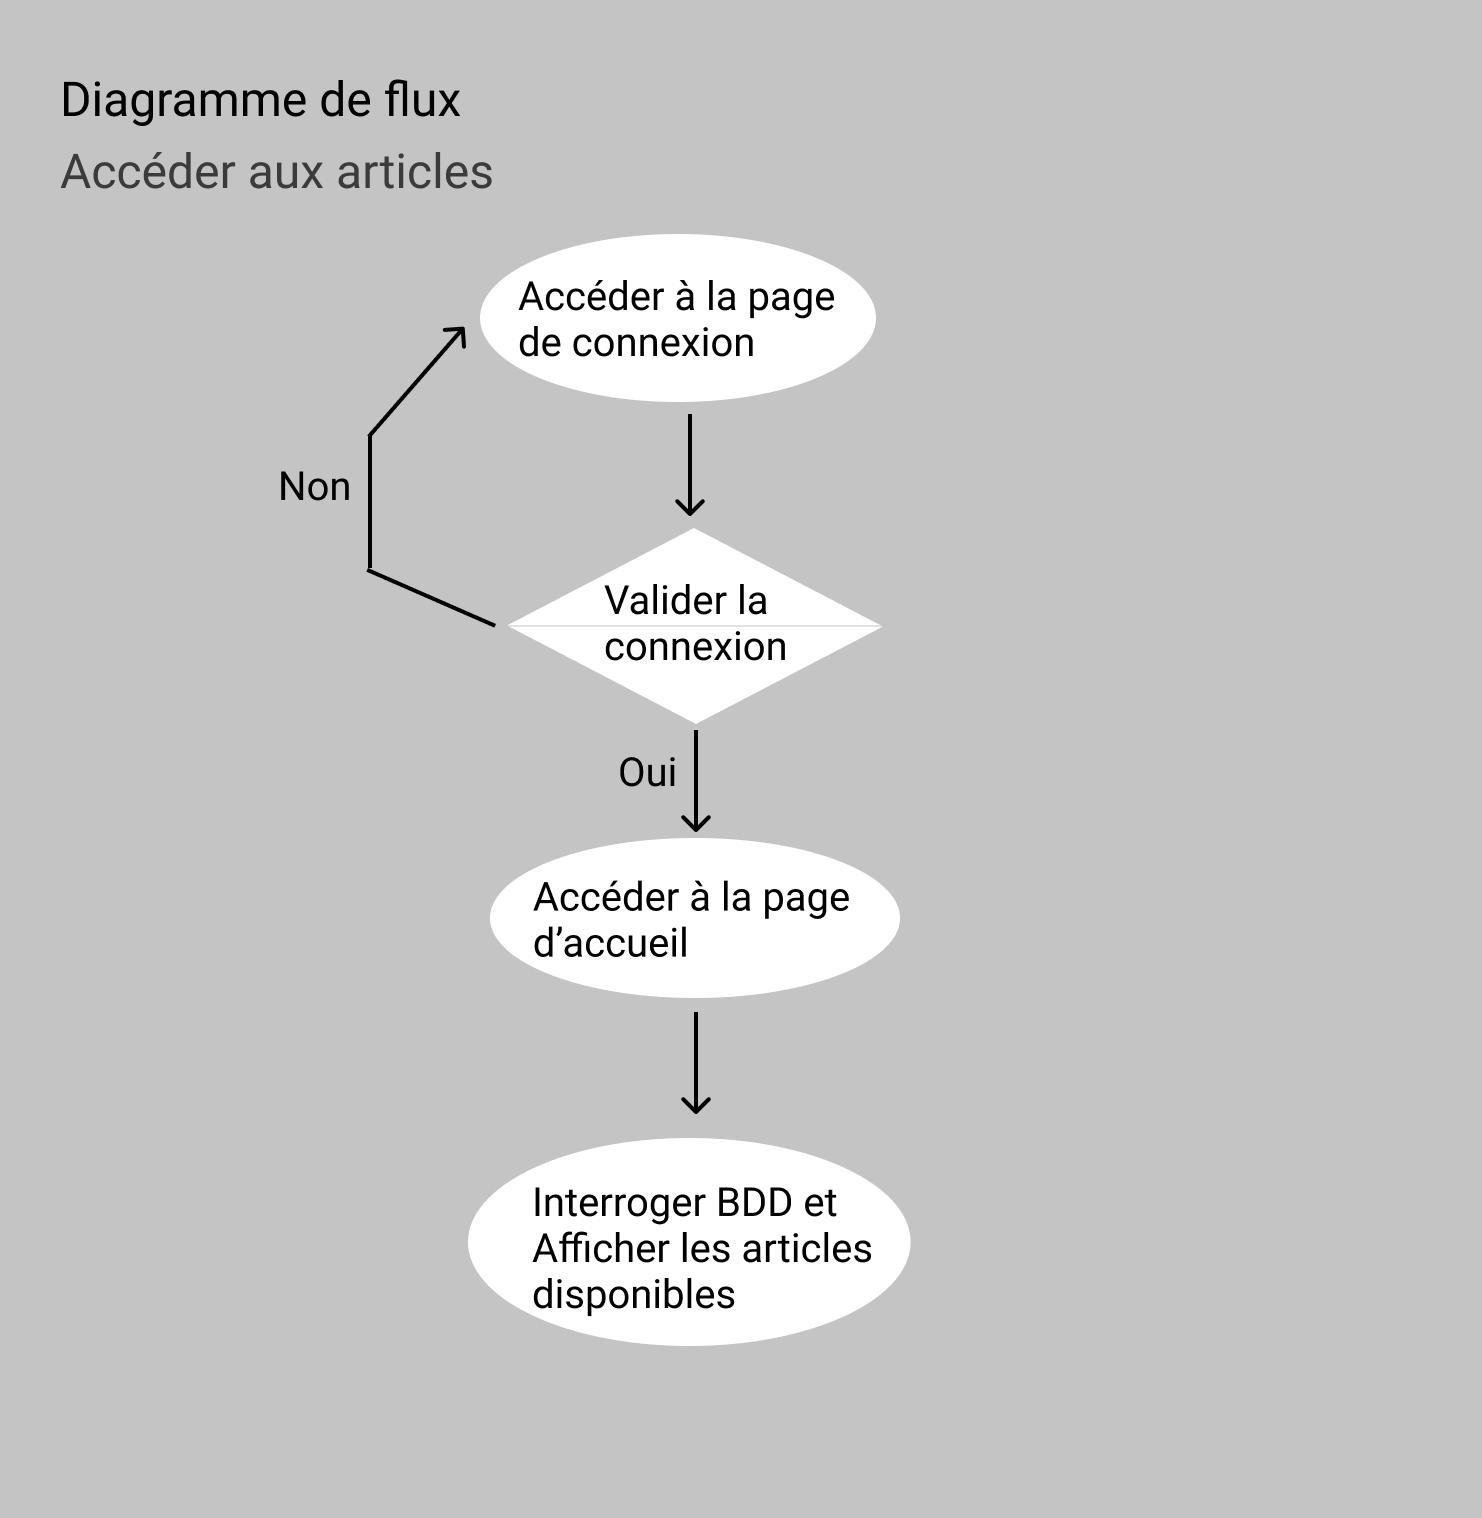 Diagramme de flux
Accéder aux articles
Accéder à la page
de connexion
Non
Valider la
connexion
Oui
Accéder à la page
d’accueil
Interroger BDD et
Afficher les articles
disponibles